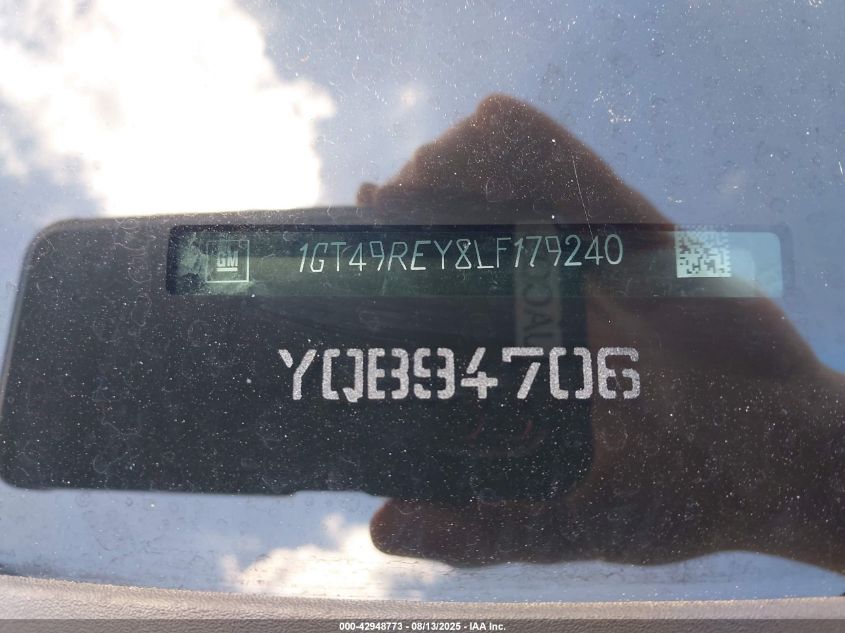 GM 1GT49REY8LF179240
YQB94706
000-42948773 - 08/13/2025 - IAA Inc.